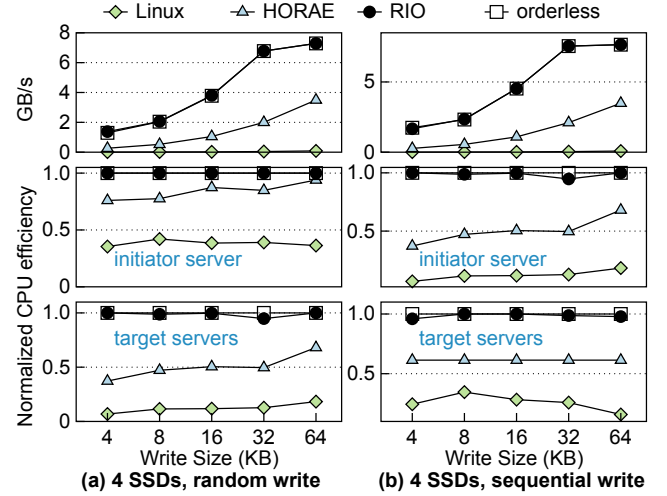 Linux HORAE RIO orderless
GB/s
8
6
4
2
0
5
0
Normalized CPU efficiency
1.0
0.5
0
initiator server
1.0
0.5
0
initiator server
1.0
0.5
0
target servers
1.0
0.5
target servers
4 8 16 32 64
4 8 16 32 64
Write Size (KB)
Write Size (KB)
(a) 4 SSDs, random write
(b) 4 SSDs, sequential write